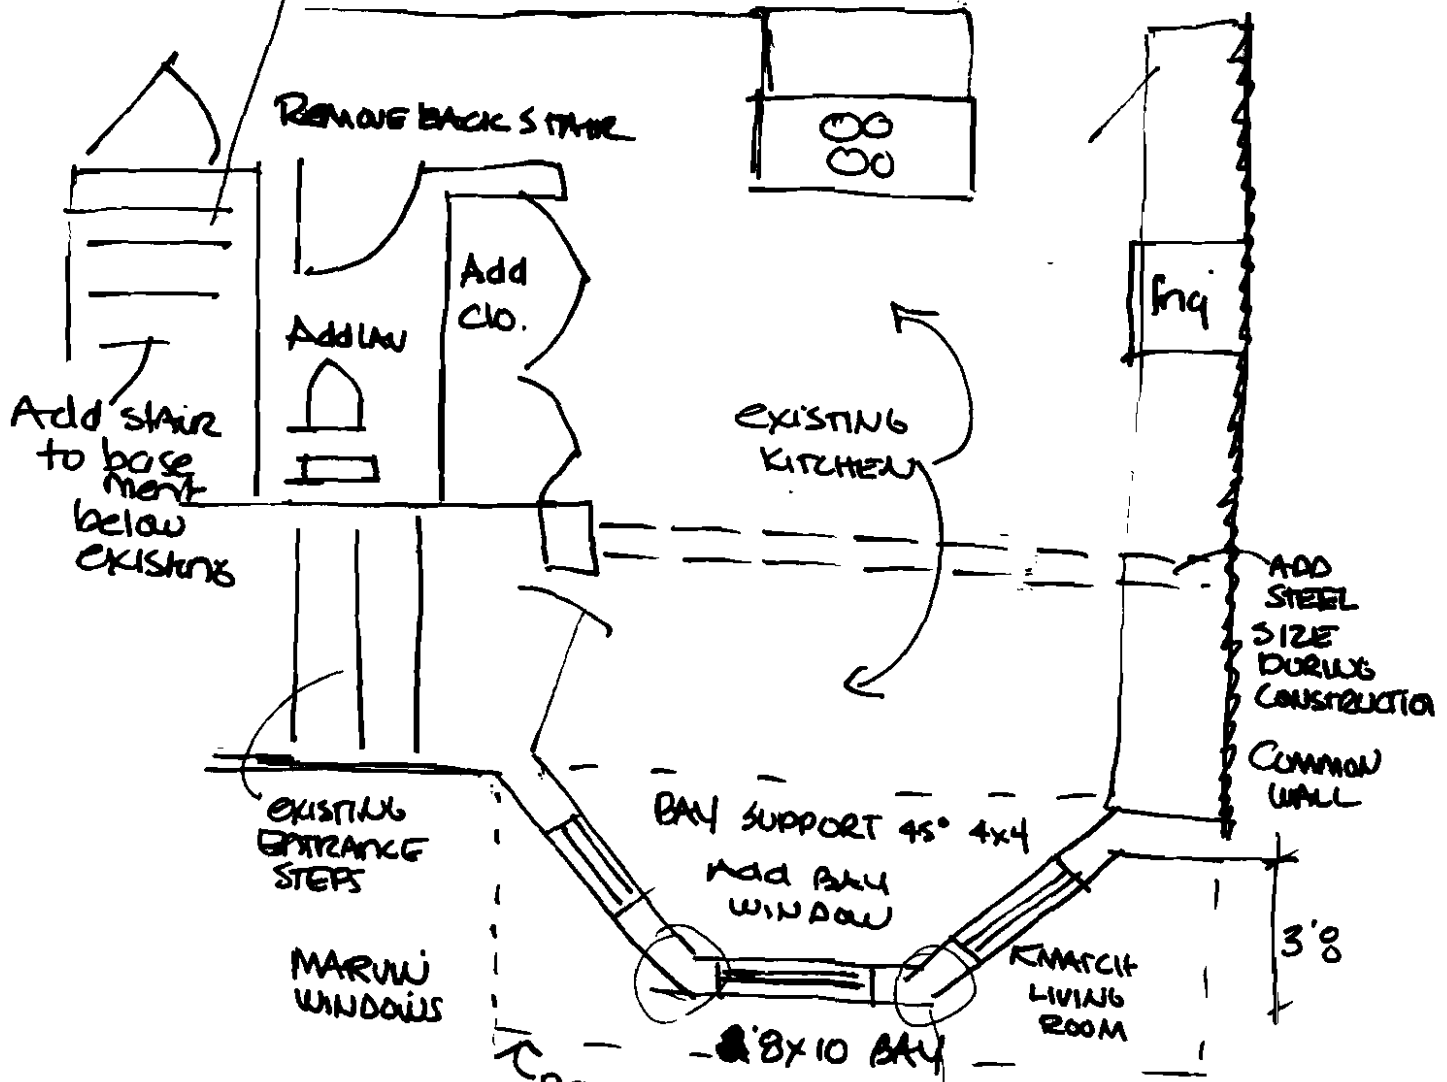 REMOVE BACK STAIR
Add
Clo.
Add LAV
frig
Add stair
to base
ment
below
existing
EXISTING
KITCHEN
ADD
STEEL
SIZE
DURING
CONSTRUCTION
COMMON
WALL
EXISTING
ENTRANCE
STEPS
BAY SUPPORT 45° 4x4
Add BAY
WINDOW
MARVIN
WINDOWS
MATCH
LIVING
ROOM
3'8
8x10 BAY